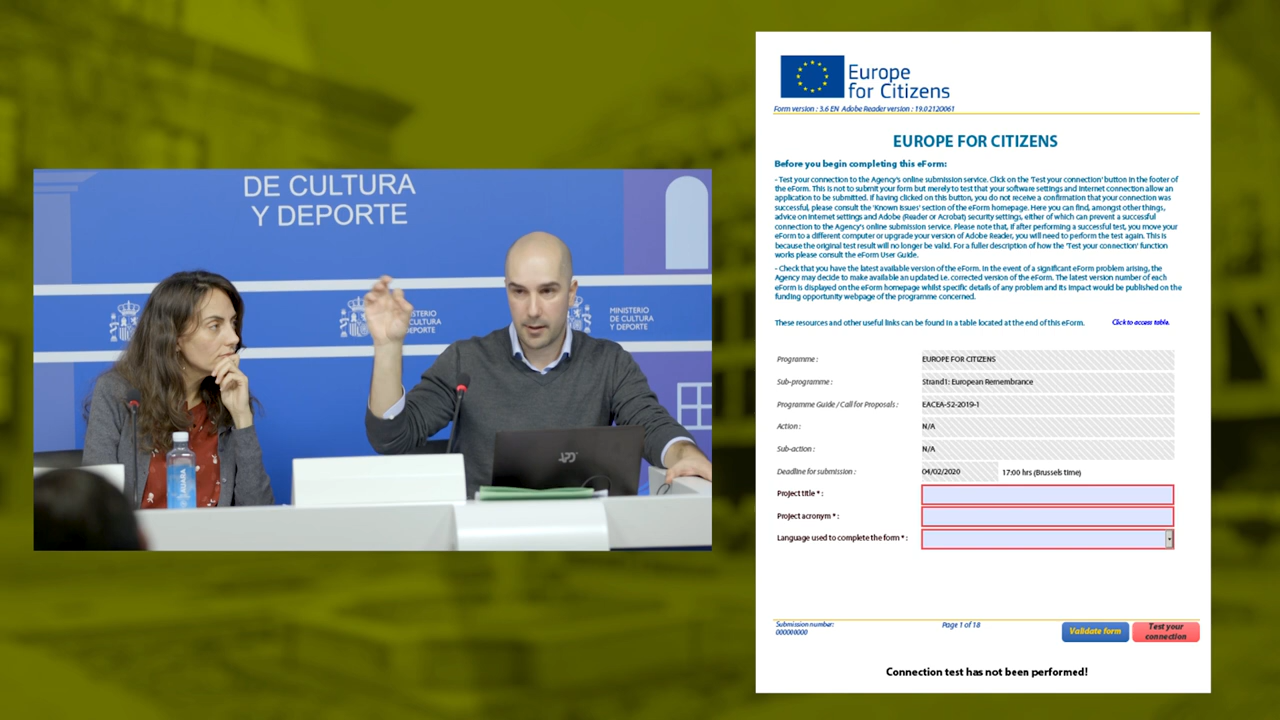 DE CULTURA
Y DEPORTE
MINISTERIO
DE CULTURA
Y DEPORTE
CULTURA
DEPORTE
Europe
for Citizens
Form version : 3.6 EN Adobe Reader version : 19.02120061
EUROPE FOR CITIZENS
Before you begin completing this eForm:
- Test your connection to the Agency's online submission service. Click on the 'Test your connection' button in the footer of
the eForm. This is not to submit your form but merely to test that your software settings and internet connection allow an
application to be submitted. If having clicked on this button, you do not receive a confirmation that your connection was
successful, please consult the 'Known Issues' section of the eForm homepage. Here you can find, amongst other things,
advice on internet settings and Adobe (Reader or Acrobat) security settings, either of which can prevent a successful
connection to the Agency's online submission service. Please note that, if after performing a successful test, you move your
eForm to a different computer or upgrade your version of Adobe Reader, you will need to perform the test again. This is
because the original test result will no longer be valid. For a fuller description of how the 'Test your connection' function
works please consult the eForm User Guide.
- Check that you have the latest available version of the eForm. In the event of a significant eForm problem arising, the
Agency may decide to make available an updated i.e. corrected version of the eForm. The latest version number of each
eForm is displayed on the eForm homepage whilst specific details of any problem and its impact would be published on the
funding opportunity webpage of the programme concerned.
These resources and other useful links can be found in a table located at the end of this eForm. Click to access table.
Programme : EUROPE FOR CITIZENS
Sub-programme : Strand1: European Remembrance
Programme Guide / Call for Proposals : EACEA-52-2019-1
Action : N/A
Sub-action : N/A
Deadline for submission : 04/02/2020 17:00 hrs (Brussels time)
Project title * :
Project acronym * :
Language used to complete the form * :
Submission number:
000000000
Page 1 of 18
Validate form
Test your
connection
Connection test has not been performed!